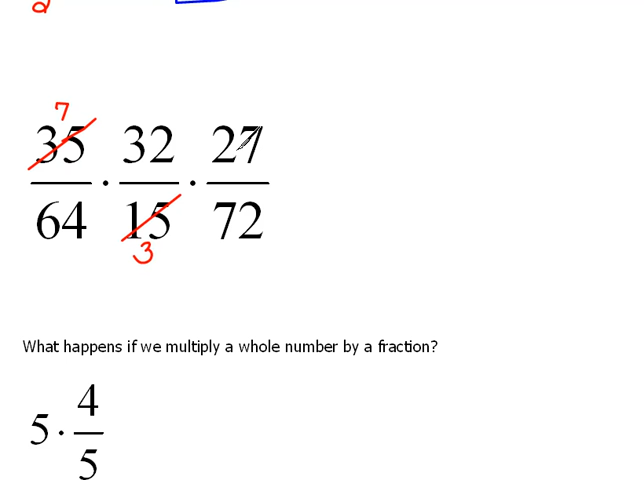 2
7
35/64 · 32/15 · 27/72
3
What happens if we multiply a whole number by a fraction?
5 · 4/5